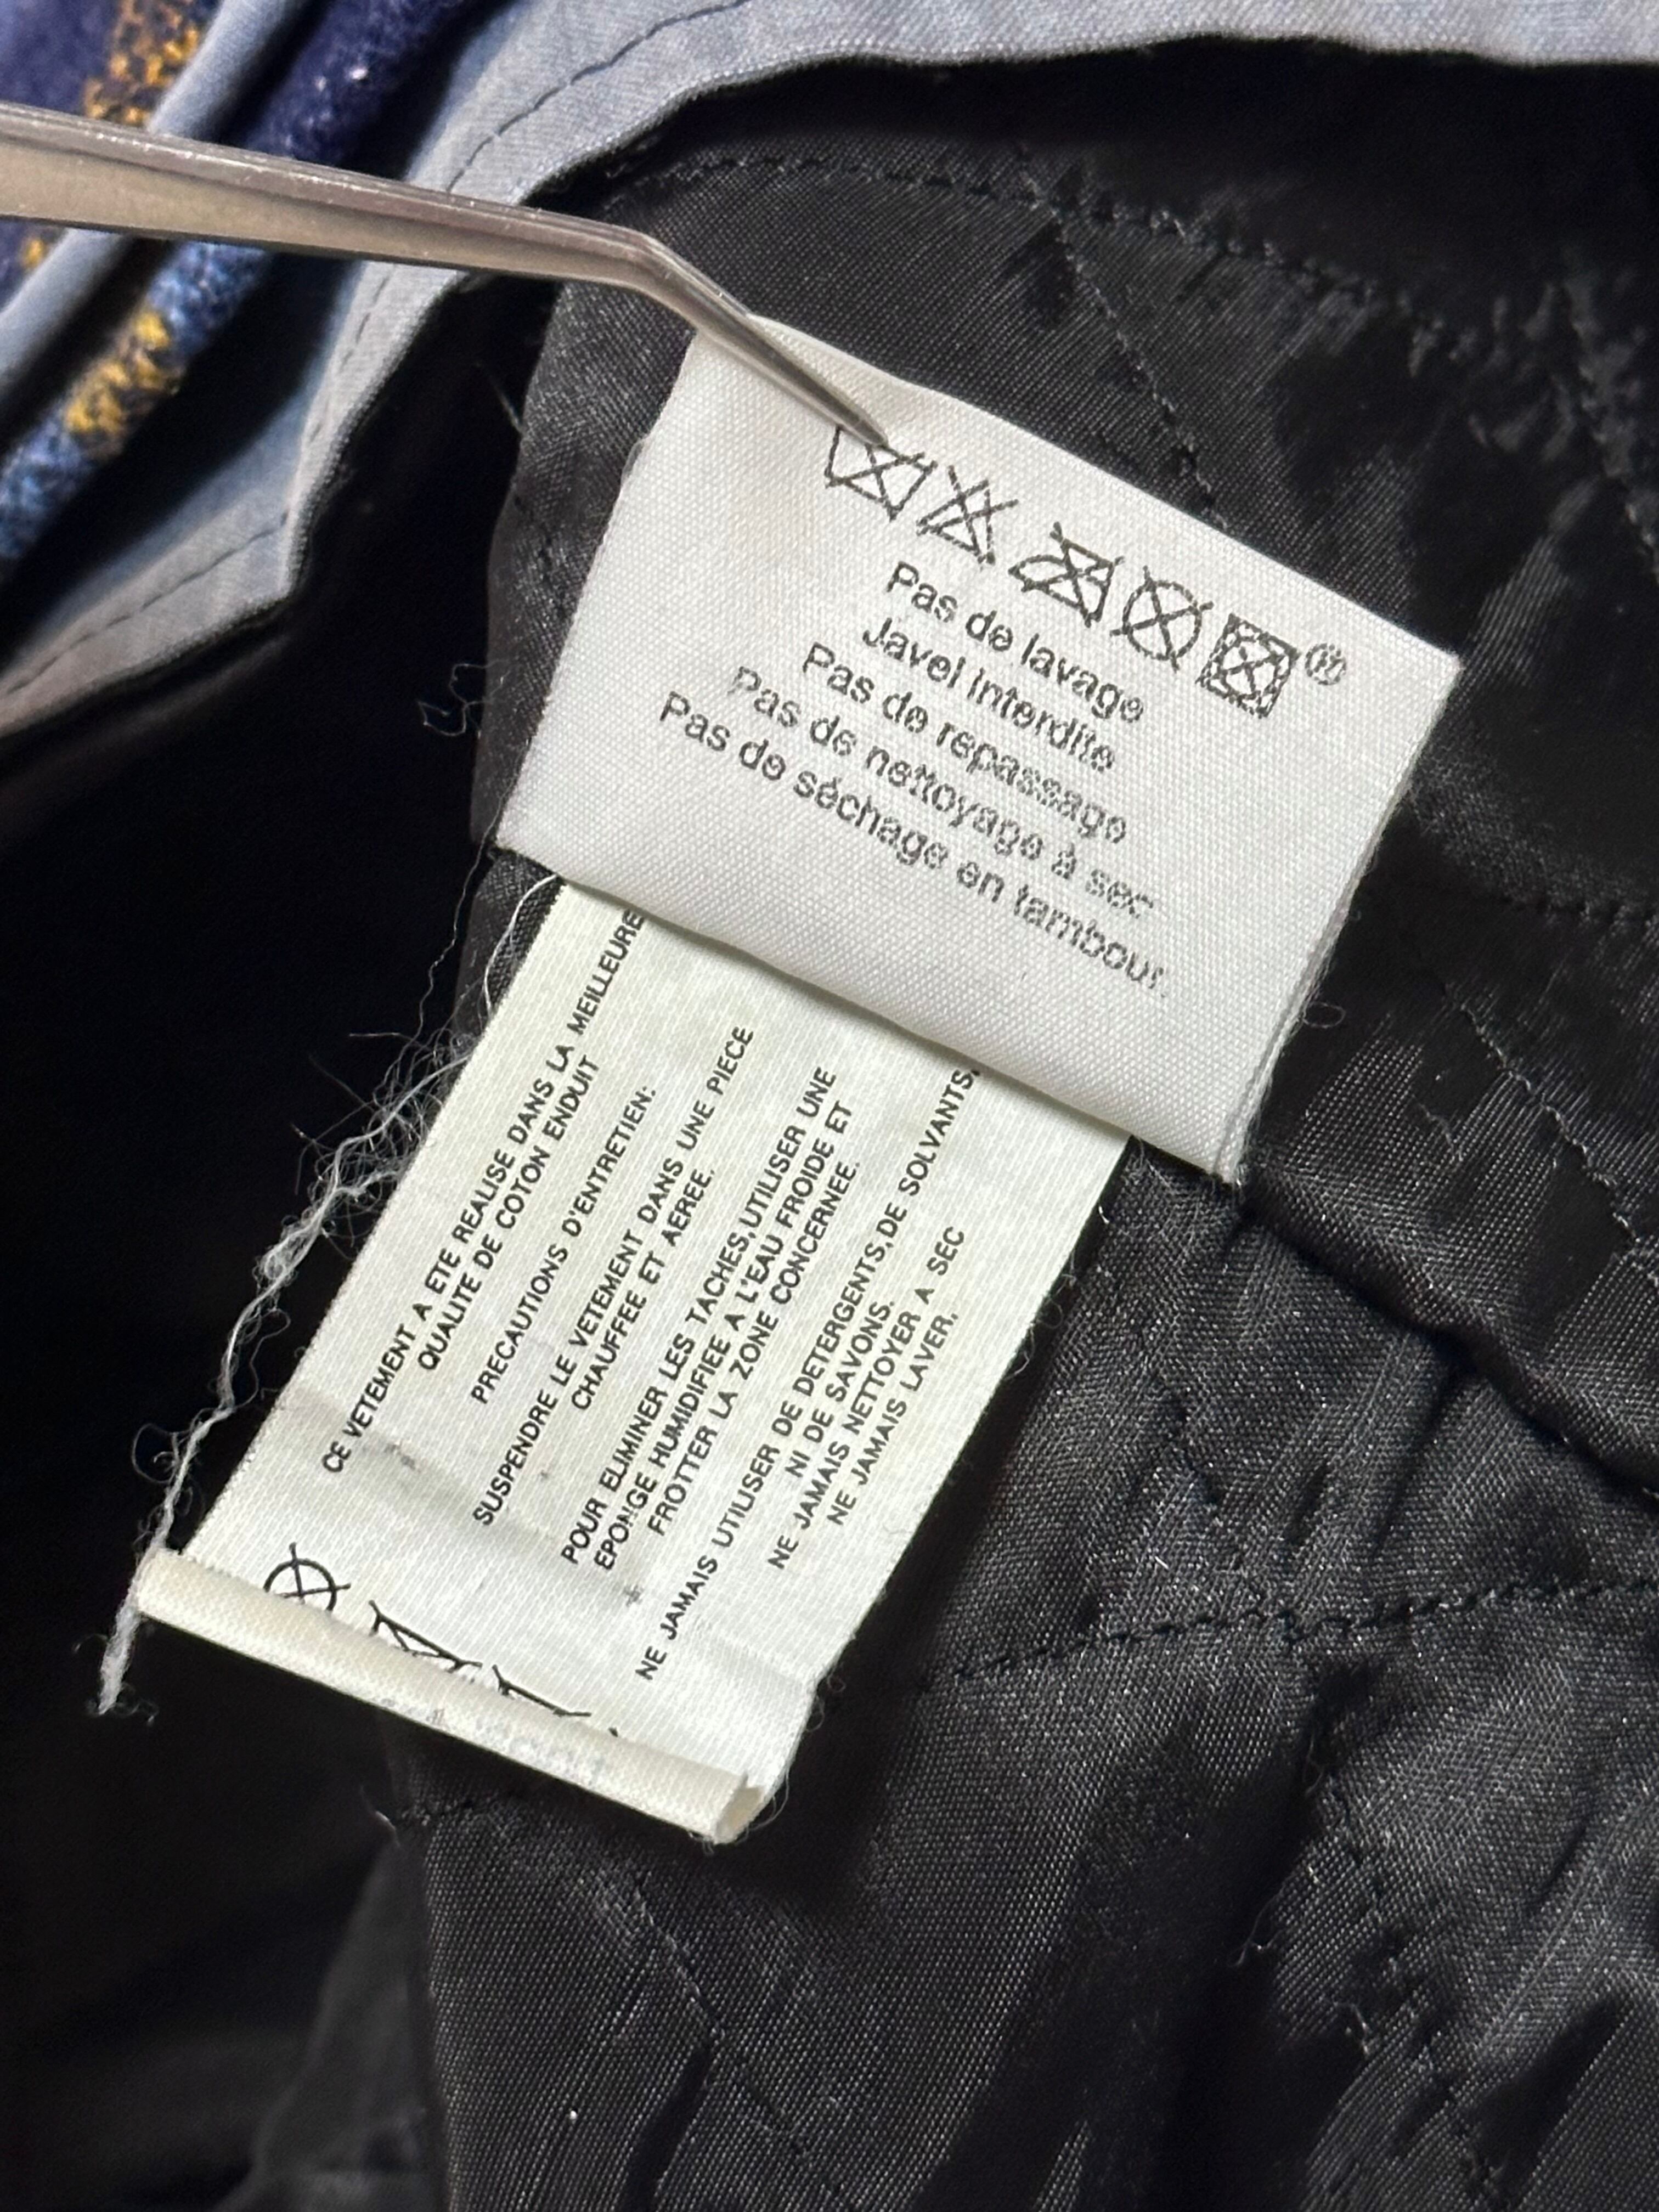 ®
Pas de lavage
Javel interdite
Pas de repassage
Pas de nettoyage à sec
Pas de séchage en tambour.
CE VETEMENT A ETE REALISE DANS LA MEILLEURE
QUALITE DE COTON ENDUIT
PRECAUTIONS D'ENTRETIEN:
SUSPENDRE LE VETEMENT DANS UNE PIECE
CHAUFFEE ET AEREE.
POUR ELIMINER LES TACHES,UTILISER UNE
EPONGE HUMIDIFIEE A L'EAU FROIDE ET
FROTTER LA ZONE CONCERNEE.
NE JAMAIS UTILISER DE DETERGENTS,DE SOLVANTS,
NI DE SAVONS.
NE JAMAIS NETTOYER A SEC
NE JAMAIS LAVER.